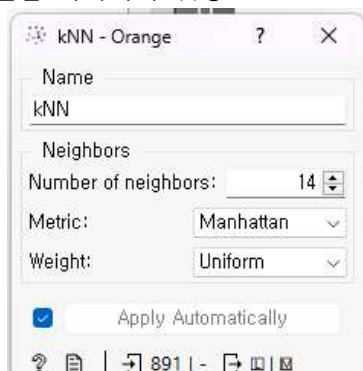 kNN - Orange ? ×
Name
kNN
Neighbors
Number of neighbors: 14
Metric: Manhattan
Weight: Uniform
Apply Automatically
? 891 | -